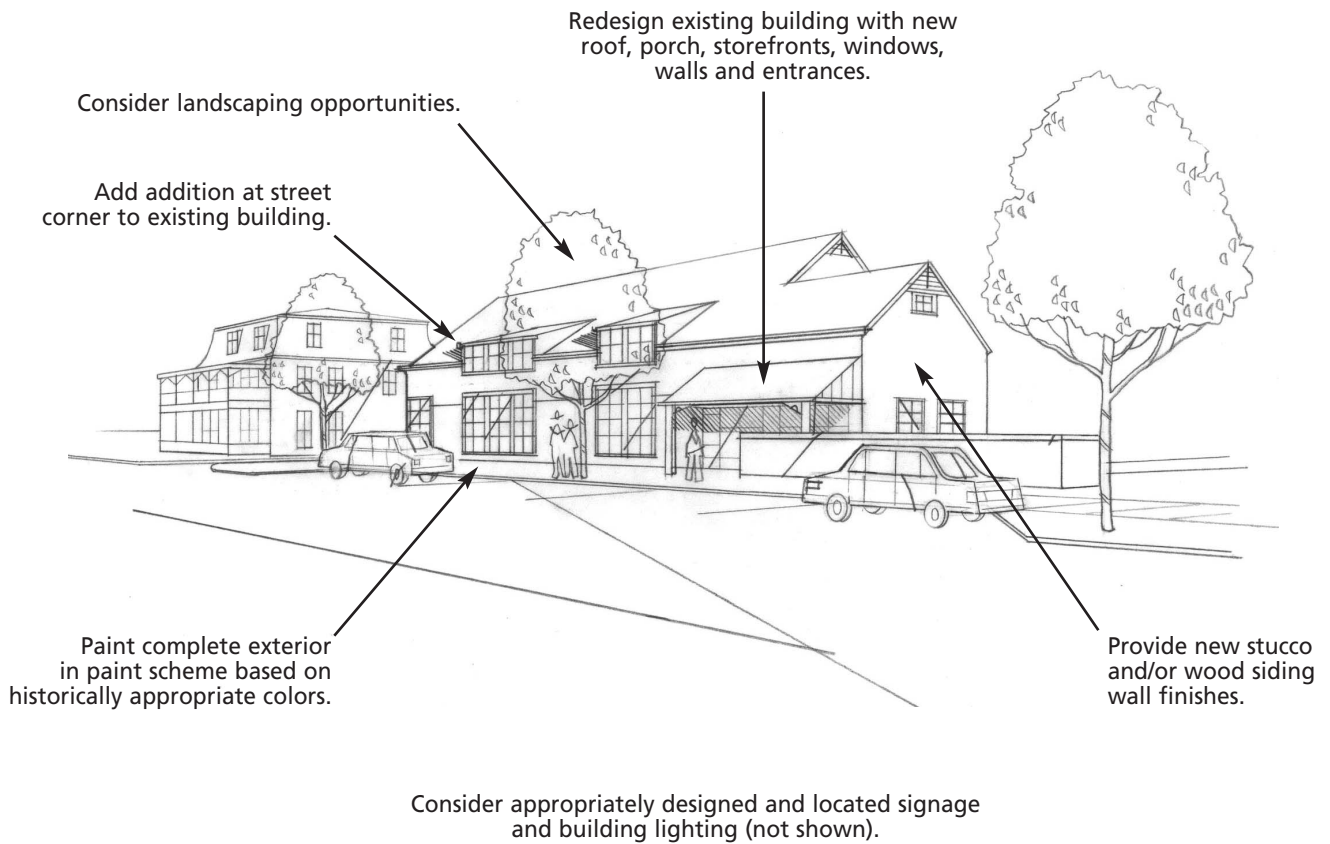 Redesign existing building with new
roof, porch, storefronts, windows,
walls and entrances.
Consider landscaping opportunities.
Add addition at street
corner to existing building.
Paint complete exterior
in paint scheme based on
historically appropriate colors.
Provide new stucco
and/or wood siding
wall finishes.
Consider appropriately designed and located signage
and building lighting (not shown).